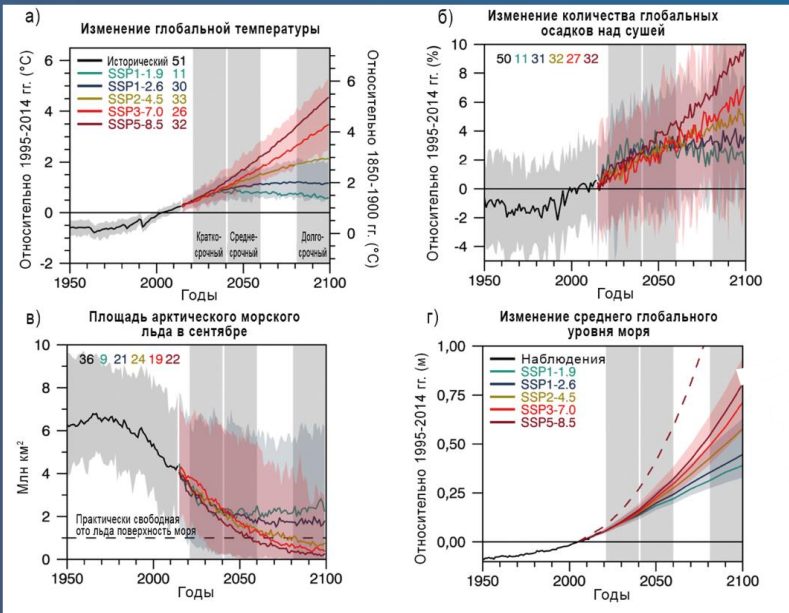 а)
Изменение глобальной температуры
Относительно 1995-2014 гг. (°C)
6
4
2
0
-2
Исторический 51
SSP1-1.9 11
SSP1-2.6 30
SSP2-4.5 33
SSP3-7.0 26
SSP5-8.5 32
Кратко-
срочный
Средне-
срочный
Долго-
срочный
6
4
2
0
Относительно 1850-1900 гг. (°C)
1950
2000
2050
2100
Годы
б)
Изменение количества глобальных
осадков над сушей
Относительно 1995-2014 гг. (%)
10
8
6
4
2
0
-2
-4
50 11 31 32 27 32
1950
2000
2050
2100
Годы
в)
Площадь арктического морского
льда в сентябре
Млн км²
10
8
6
4
2
0
36 9 21 24 19 22
Практически свободная
ото льда поверхность моря
1950
2000
2050
2100
Годы
г)
Изменение среднего глобального
уровня моря
Относительно 1995-2014 гг. (м)
1,00
0,75
0,50
0,25
0,00
Наблюдения
SSP1-1.9
SSP1-2.6
SSP2-4.5
SSP3-7.0
SSP5-8.5
1950
2000
2050
2100
Годы